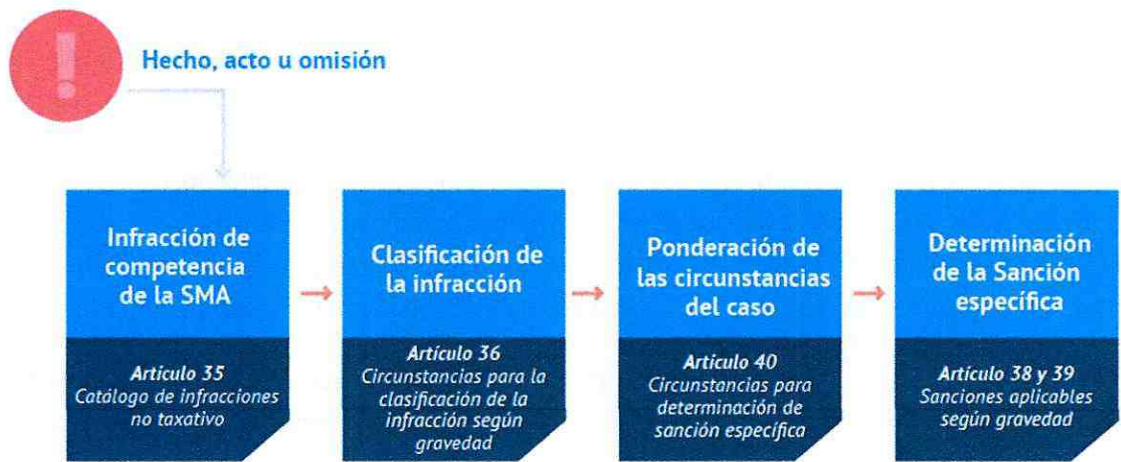 !
Hecho, acto u omisión
Infracción de
competencia
de la SMA
Artículo 35
Catálogo de infracciones
no taxativo
Clasificación de
la infracción
Artículo 36
Circunstancias para la
clasificación de la
infracción según
gravedad
Ponderación de
las circunstancias
del caso
Artículo 40
Circunstancias para
determinación de
sanción específica
Determinación
de la Sanción
específica
Artículo 38 y 39
Sanciones aplicables
según gravedad